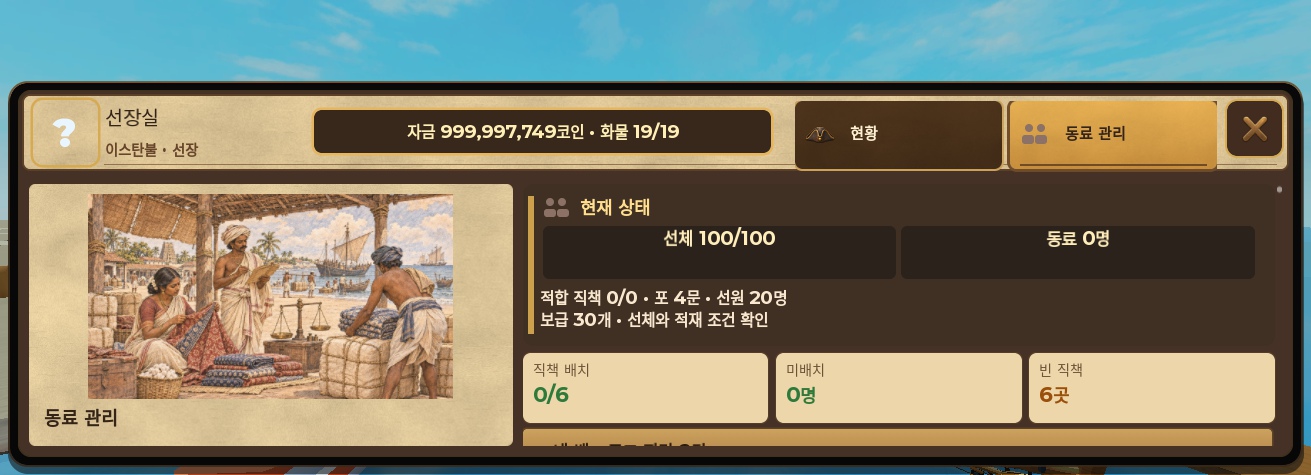 ?
선장실
이스탄불 • 선장
자금 999,997,749코인 • 화물 19/19
현황
동료 관리
동료 관리
현재 상태
선체 100/100
동료 0명
적합 직책 0/0 • 포 4문 • 선원 20명
보급 30개 • 선체와 적재 조건 확인
직책 배치
0/6
미배치
0명
빈 직책
6곳